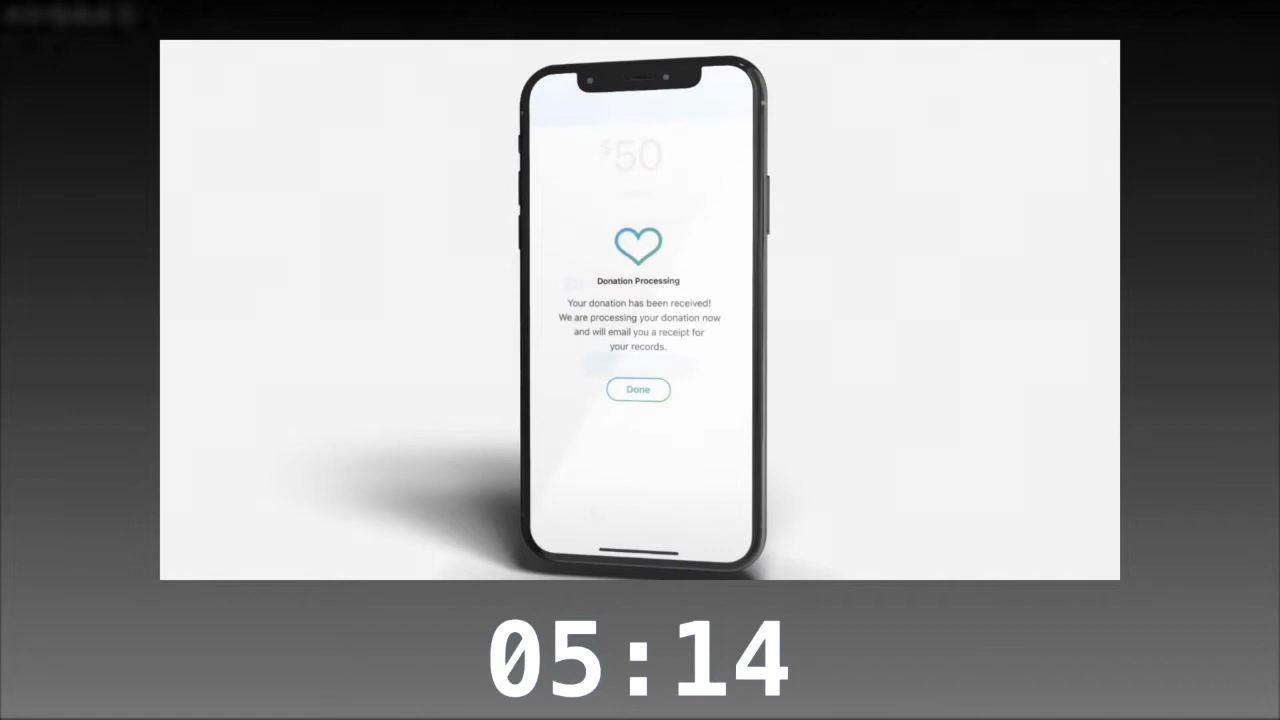 $50
Donation Processing
Your donation has been received!
We are processing your donation now
and will email you a receipt for
your records.
Done
05:14